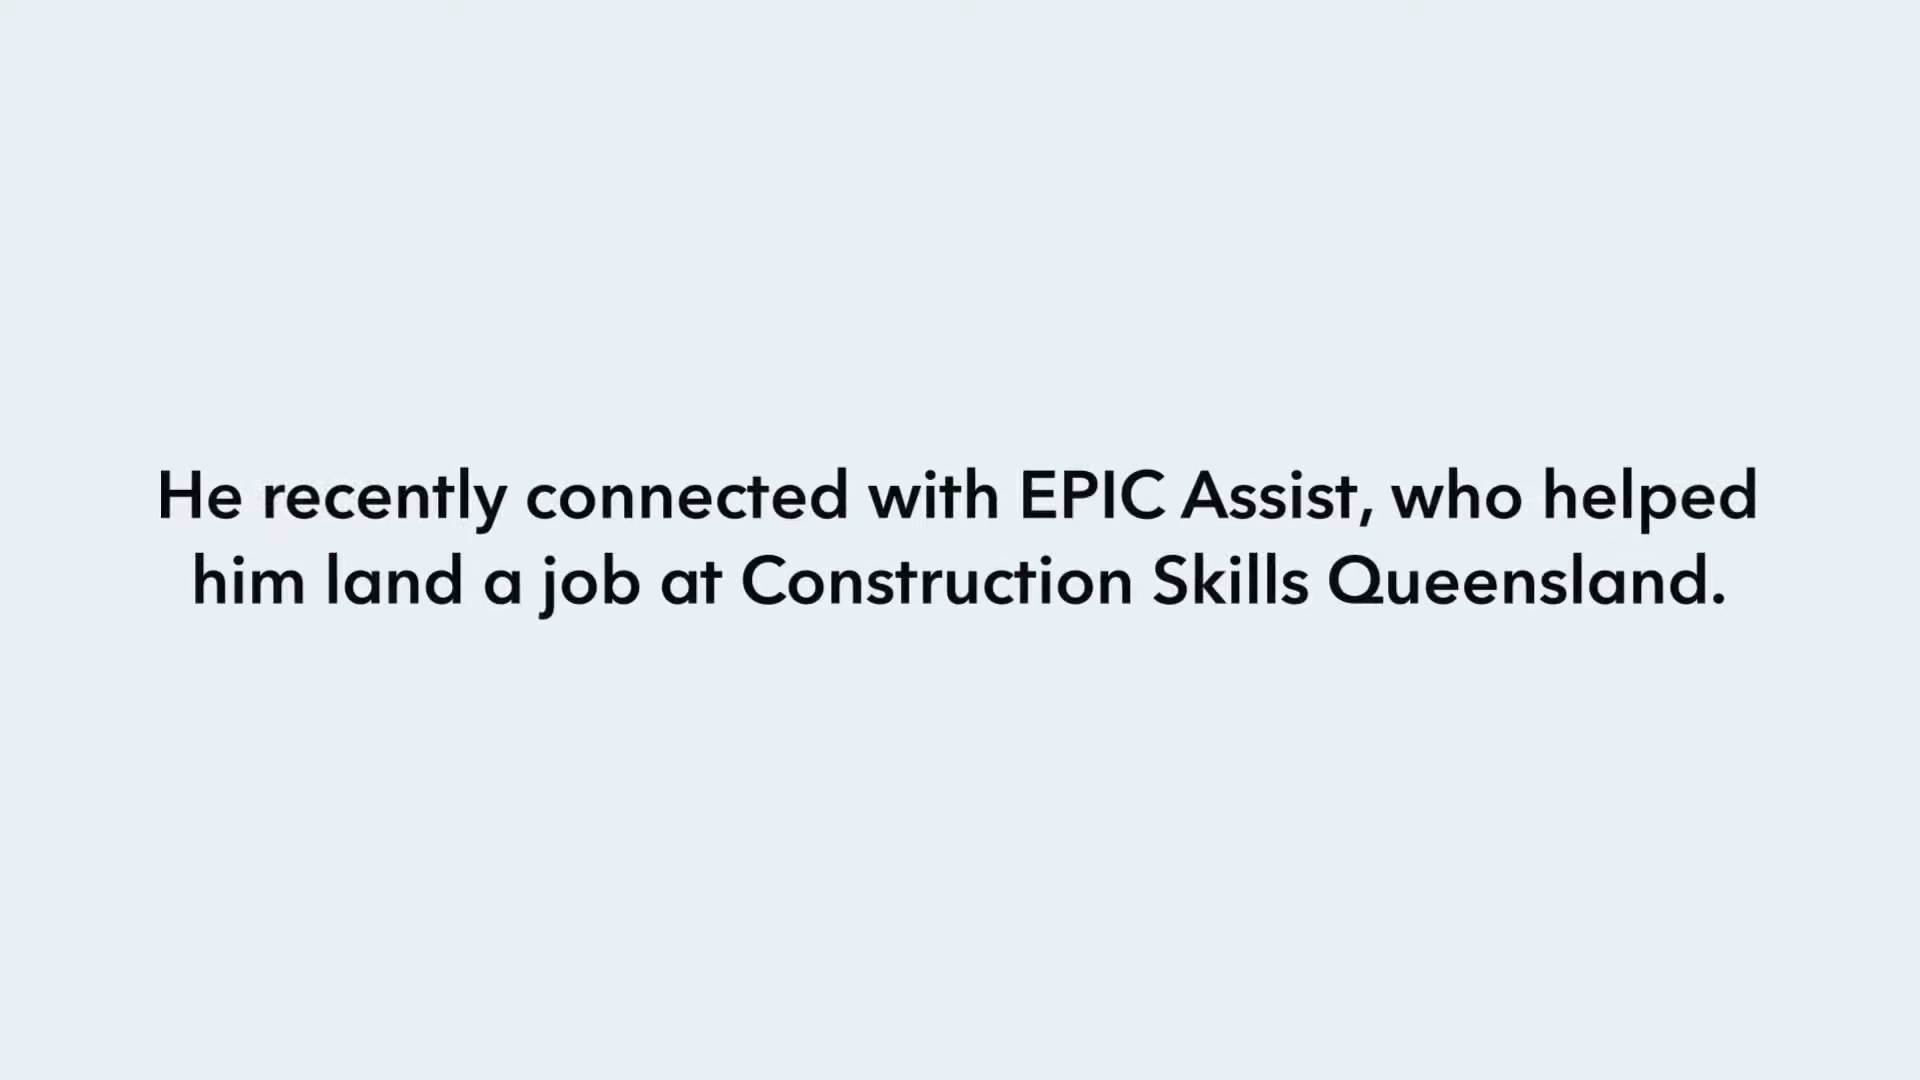 He recently connected with EPIC Assist, who helped
him land a job at Construction Skills Queensland.